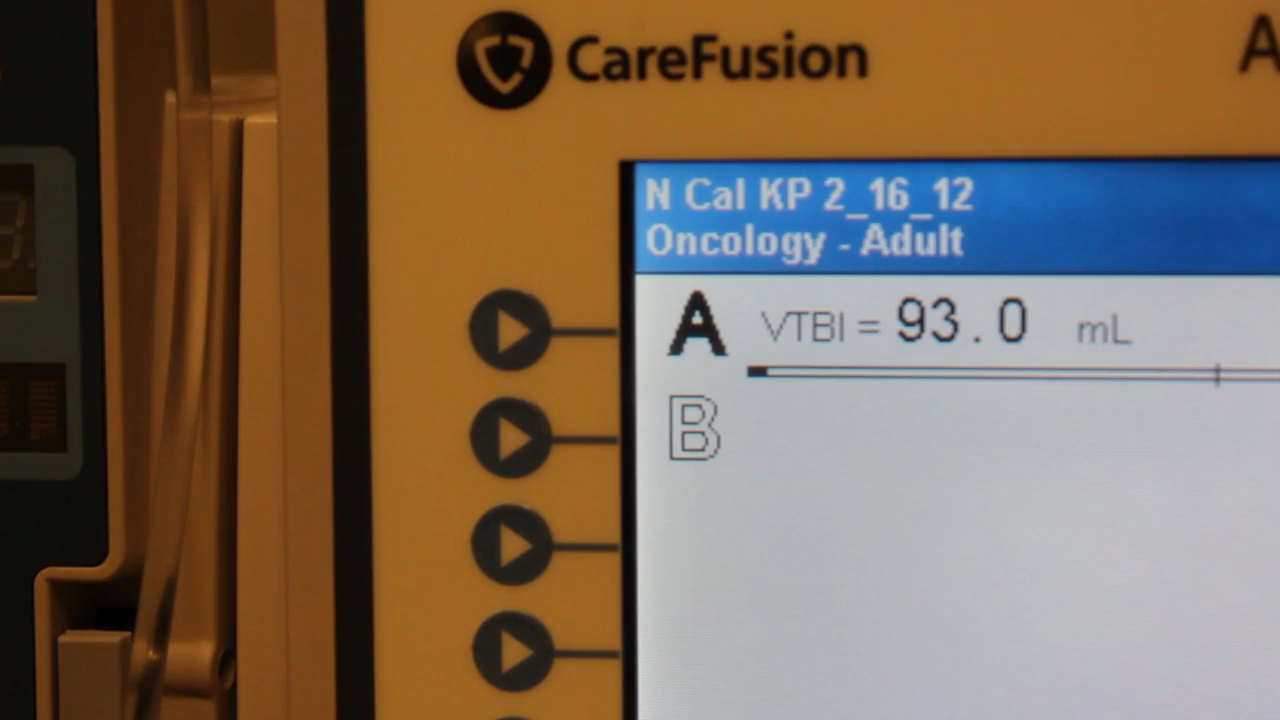 CareFusion
A
N Cal KP 2_16_12
Oncology - Adult
A VTBI = 93.0 mL
B